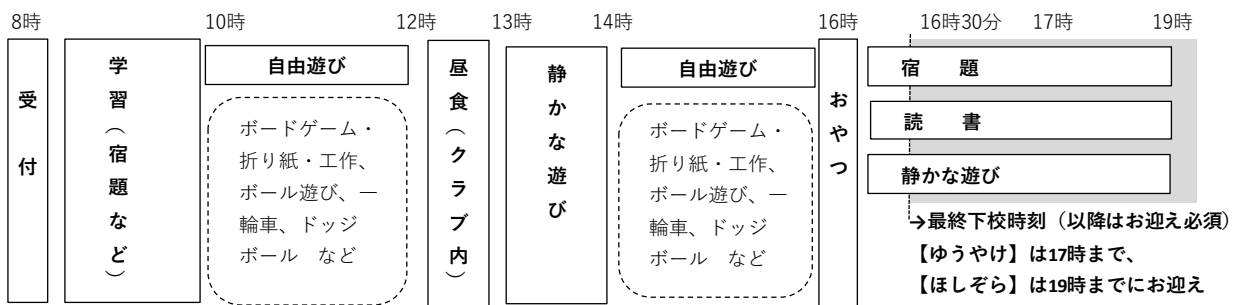 8時 10時 12時 13時 14時 16時 16時30分 17時 19時
受付
学習（宿題など）
自由遊び
ボードゲーム・
折り紙・工作、
ボール遊び、一
輪車、ドッジ
ボール　など
昼食（クラブ内）
静かな遊び
自由遊び
ボードゲーム・
折り紙・工作、
ボール遊び、一
輪車、ドッジ
ボール　など
おやつ
宿　題
読　書
静かな遊び
→最終下校時刻（以降はお迎え必須）
【ゆうやけ】は17時まで、
【ほしぞら】は19時までにお迎え